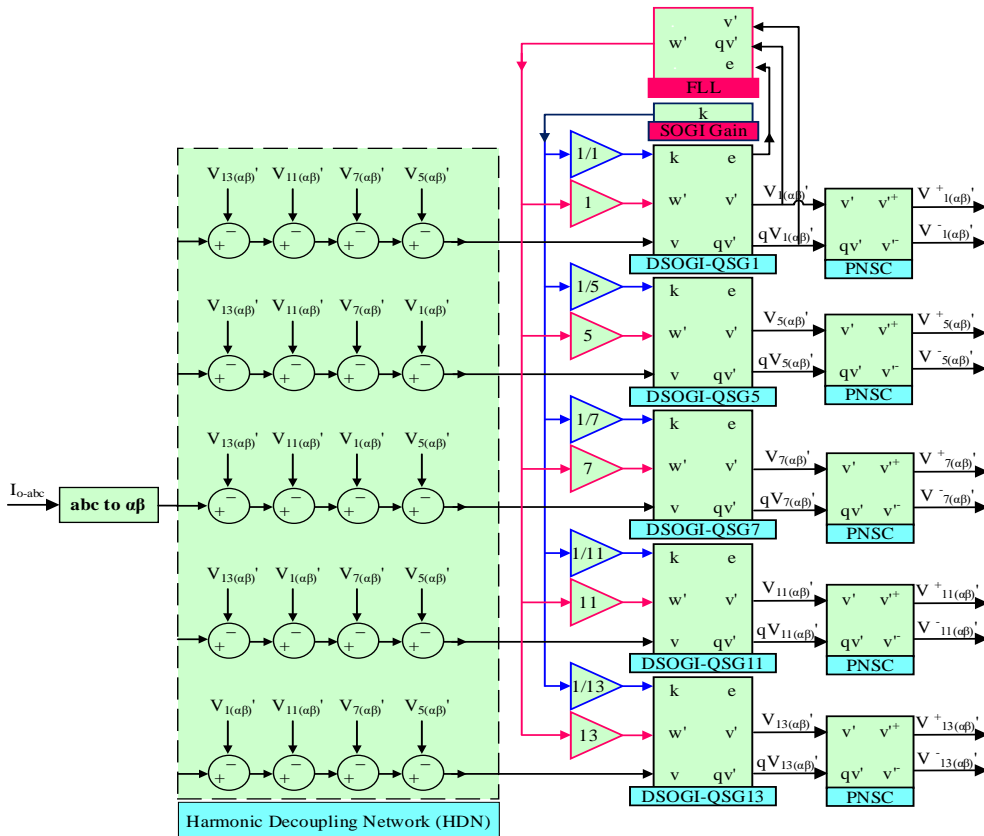 v'
w' qv'
e
FLL
k
SOGI Gain
V13(αβ)' V11(αβ)' V7(αβ)' V5(αβ)'
+ − + − + − + −
1/1
1
k e
w' v'
v qv'
DSOGI-QSG1
V1(αβ)'
qV1(αβ)'
v' v'+
qv' v'-
PNSC
V+1(αβ)'
V-1(αβ)'
V13(αβ)' V11(αβ)' V7(αβ)' V1(αβ)'
+ − + − + − + −
1/5
5
k e
w' v'
v qv'
DSOGI-QSG5
V5(αβ)'
qV5(αβ)'
v' v'+
qv' v'-
PNSC
V+5(αβ)'
V-5(αβ)'
Io-abc
abc to αβ
V13(αβ)' V11(αβ)' V1(αβ)' V5(αβ)'
+ − + − + − + −
1/7
7
k e
w' v'
v qv'
DSOGI-QSG7
V7(αβ)'
qV7(αβ)'
v' v'+
qv' v'-
PNSC
V+7(αβ)'
V-7(αβ)'
V13(αβ)' V1(αβ)' V7(αβ)' V5(αβ)'
+ − + − + − + −
1/11
11
k e
w' v'
v qv'
DSOGI-QSG11
V11(αβ)'
qV11(αβ)'
v' v'+
qv' v'-
PNSC
V+11(αβ)'
V-11(αβ)'
V1(αβ)' V11(αβ)' V7(αβ)' V5(αβ)'
+ − + − + − + −
1/13
13
k e
w' v'
v qv'
DSOGI-QSG13
V13(αβ)'
qV13(αβ)'
v' v'+
qv' v'-
PNSC
V+13(αβ)'
V-13(αβ)'
Harmonic Decoupling Network (HDN)